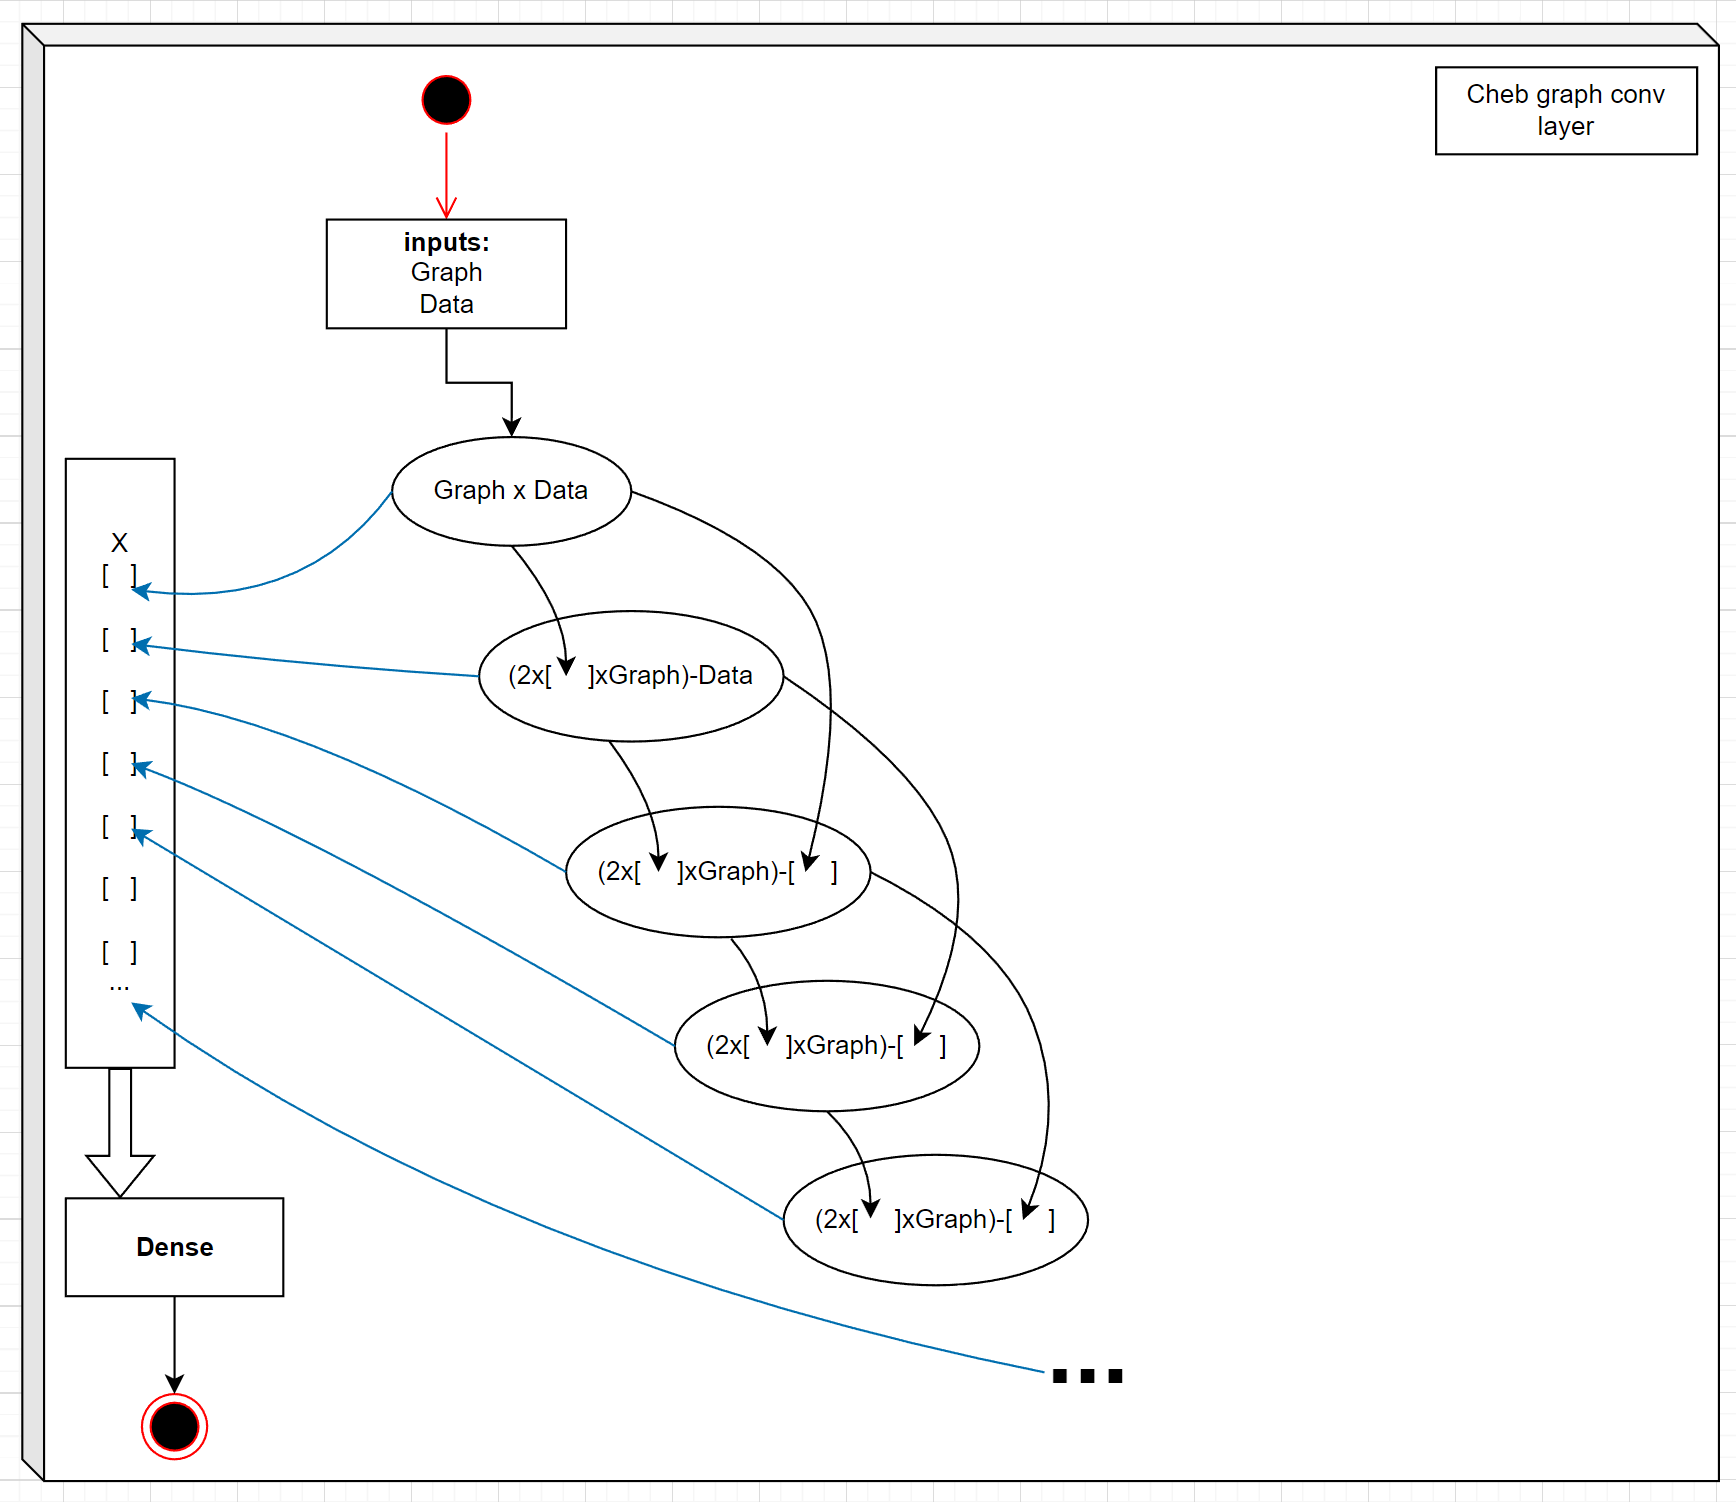 Cheb graph conv
layer
inputs:
Graph
Data
Graph x Data
X
[ ]
[ ]
[ ]
[ ]
[ ]
[ ]
[ ]
...
(2x[ ]xGraph)-Data
(2x[ ]xGraph)-[ ]
(2x[ ]xGraph)-[ ]
(2x[ ]xGraph)-[ ]
Dense
...